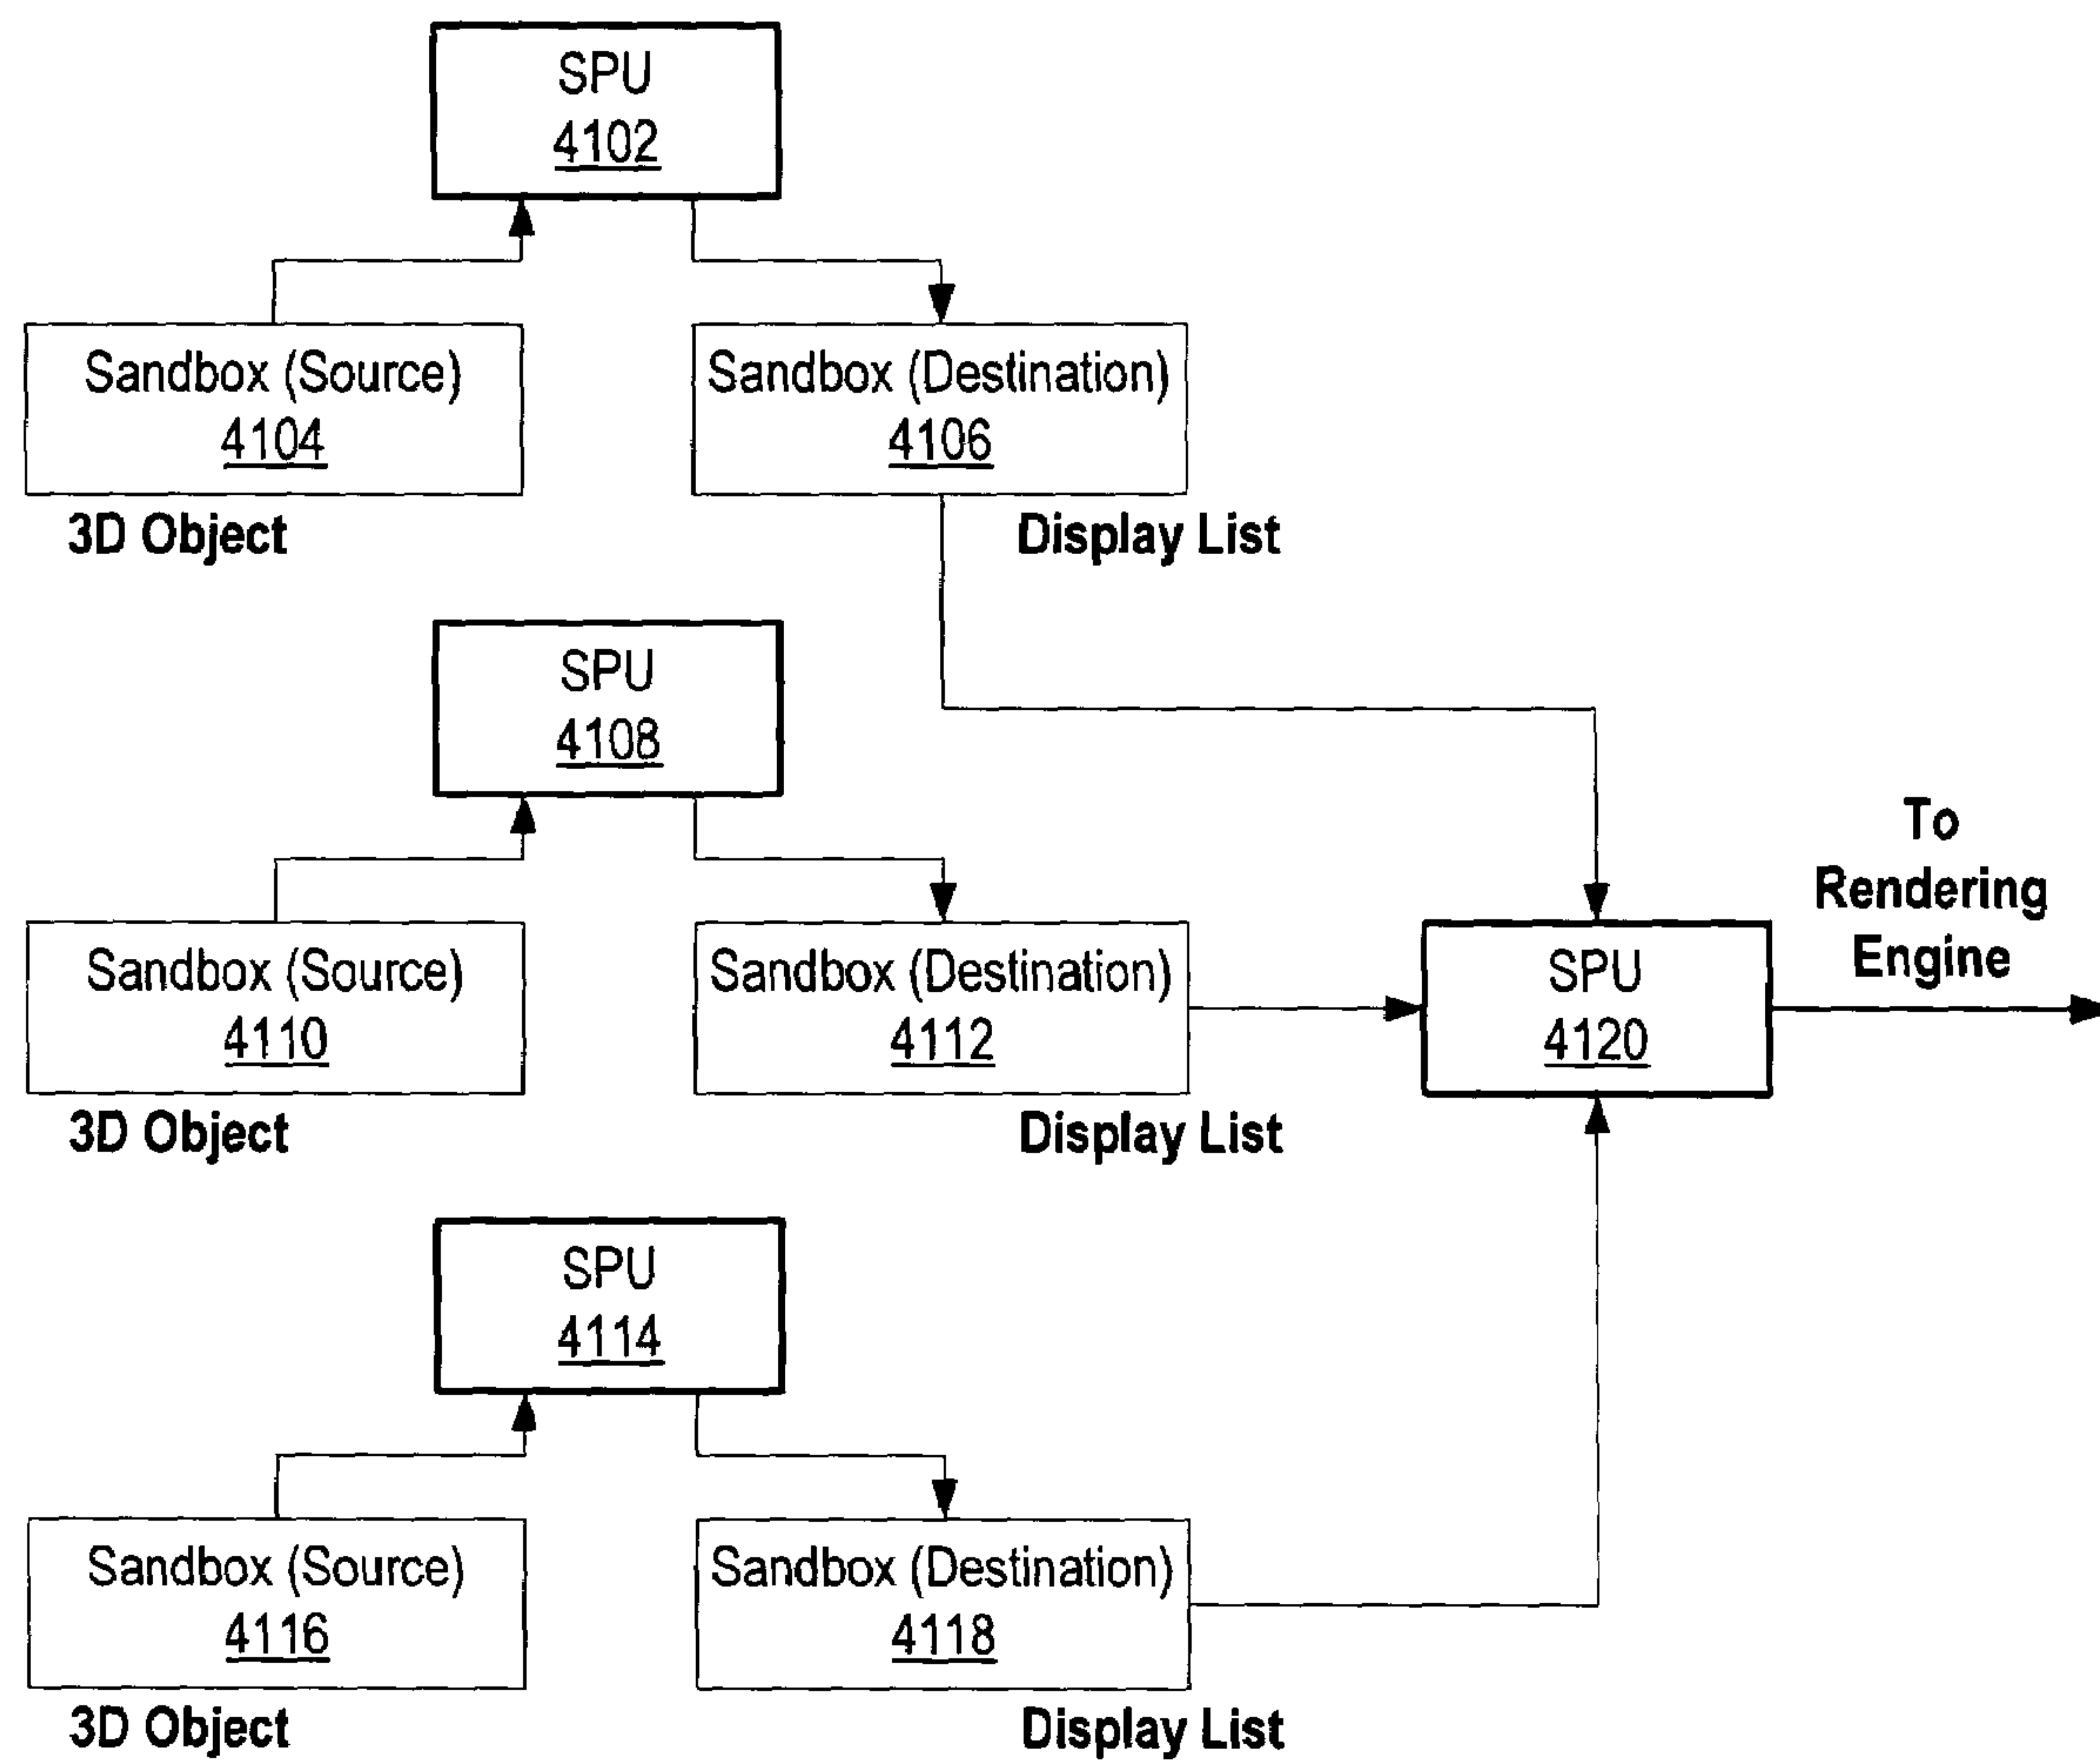 SPU
4102
Sandbox (Source)
4104
3D Object
Sandbox (Destination)
4106
Display List
SPU
4108
Sandbox (Source)
4110
3D Object
Sandbox (Destination)
4112
Display List
SPU
4120
To
Rendering
Engine
SPU
4114
Sandbox (Source)
4116
3D Object
Sandbox (Destination)
4118
Display List